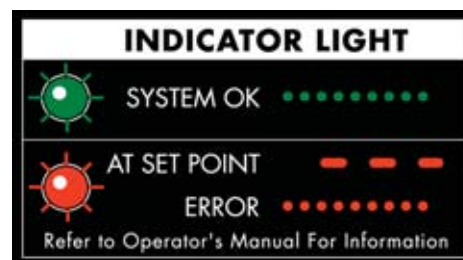 INDICATOR LIGHT
SYSTEM OK
AT SET POINT
ERROR
Refer to Operator's Manual For Information